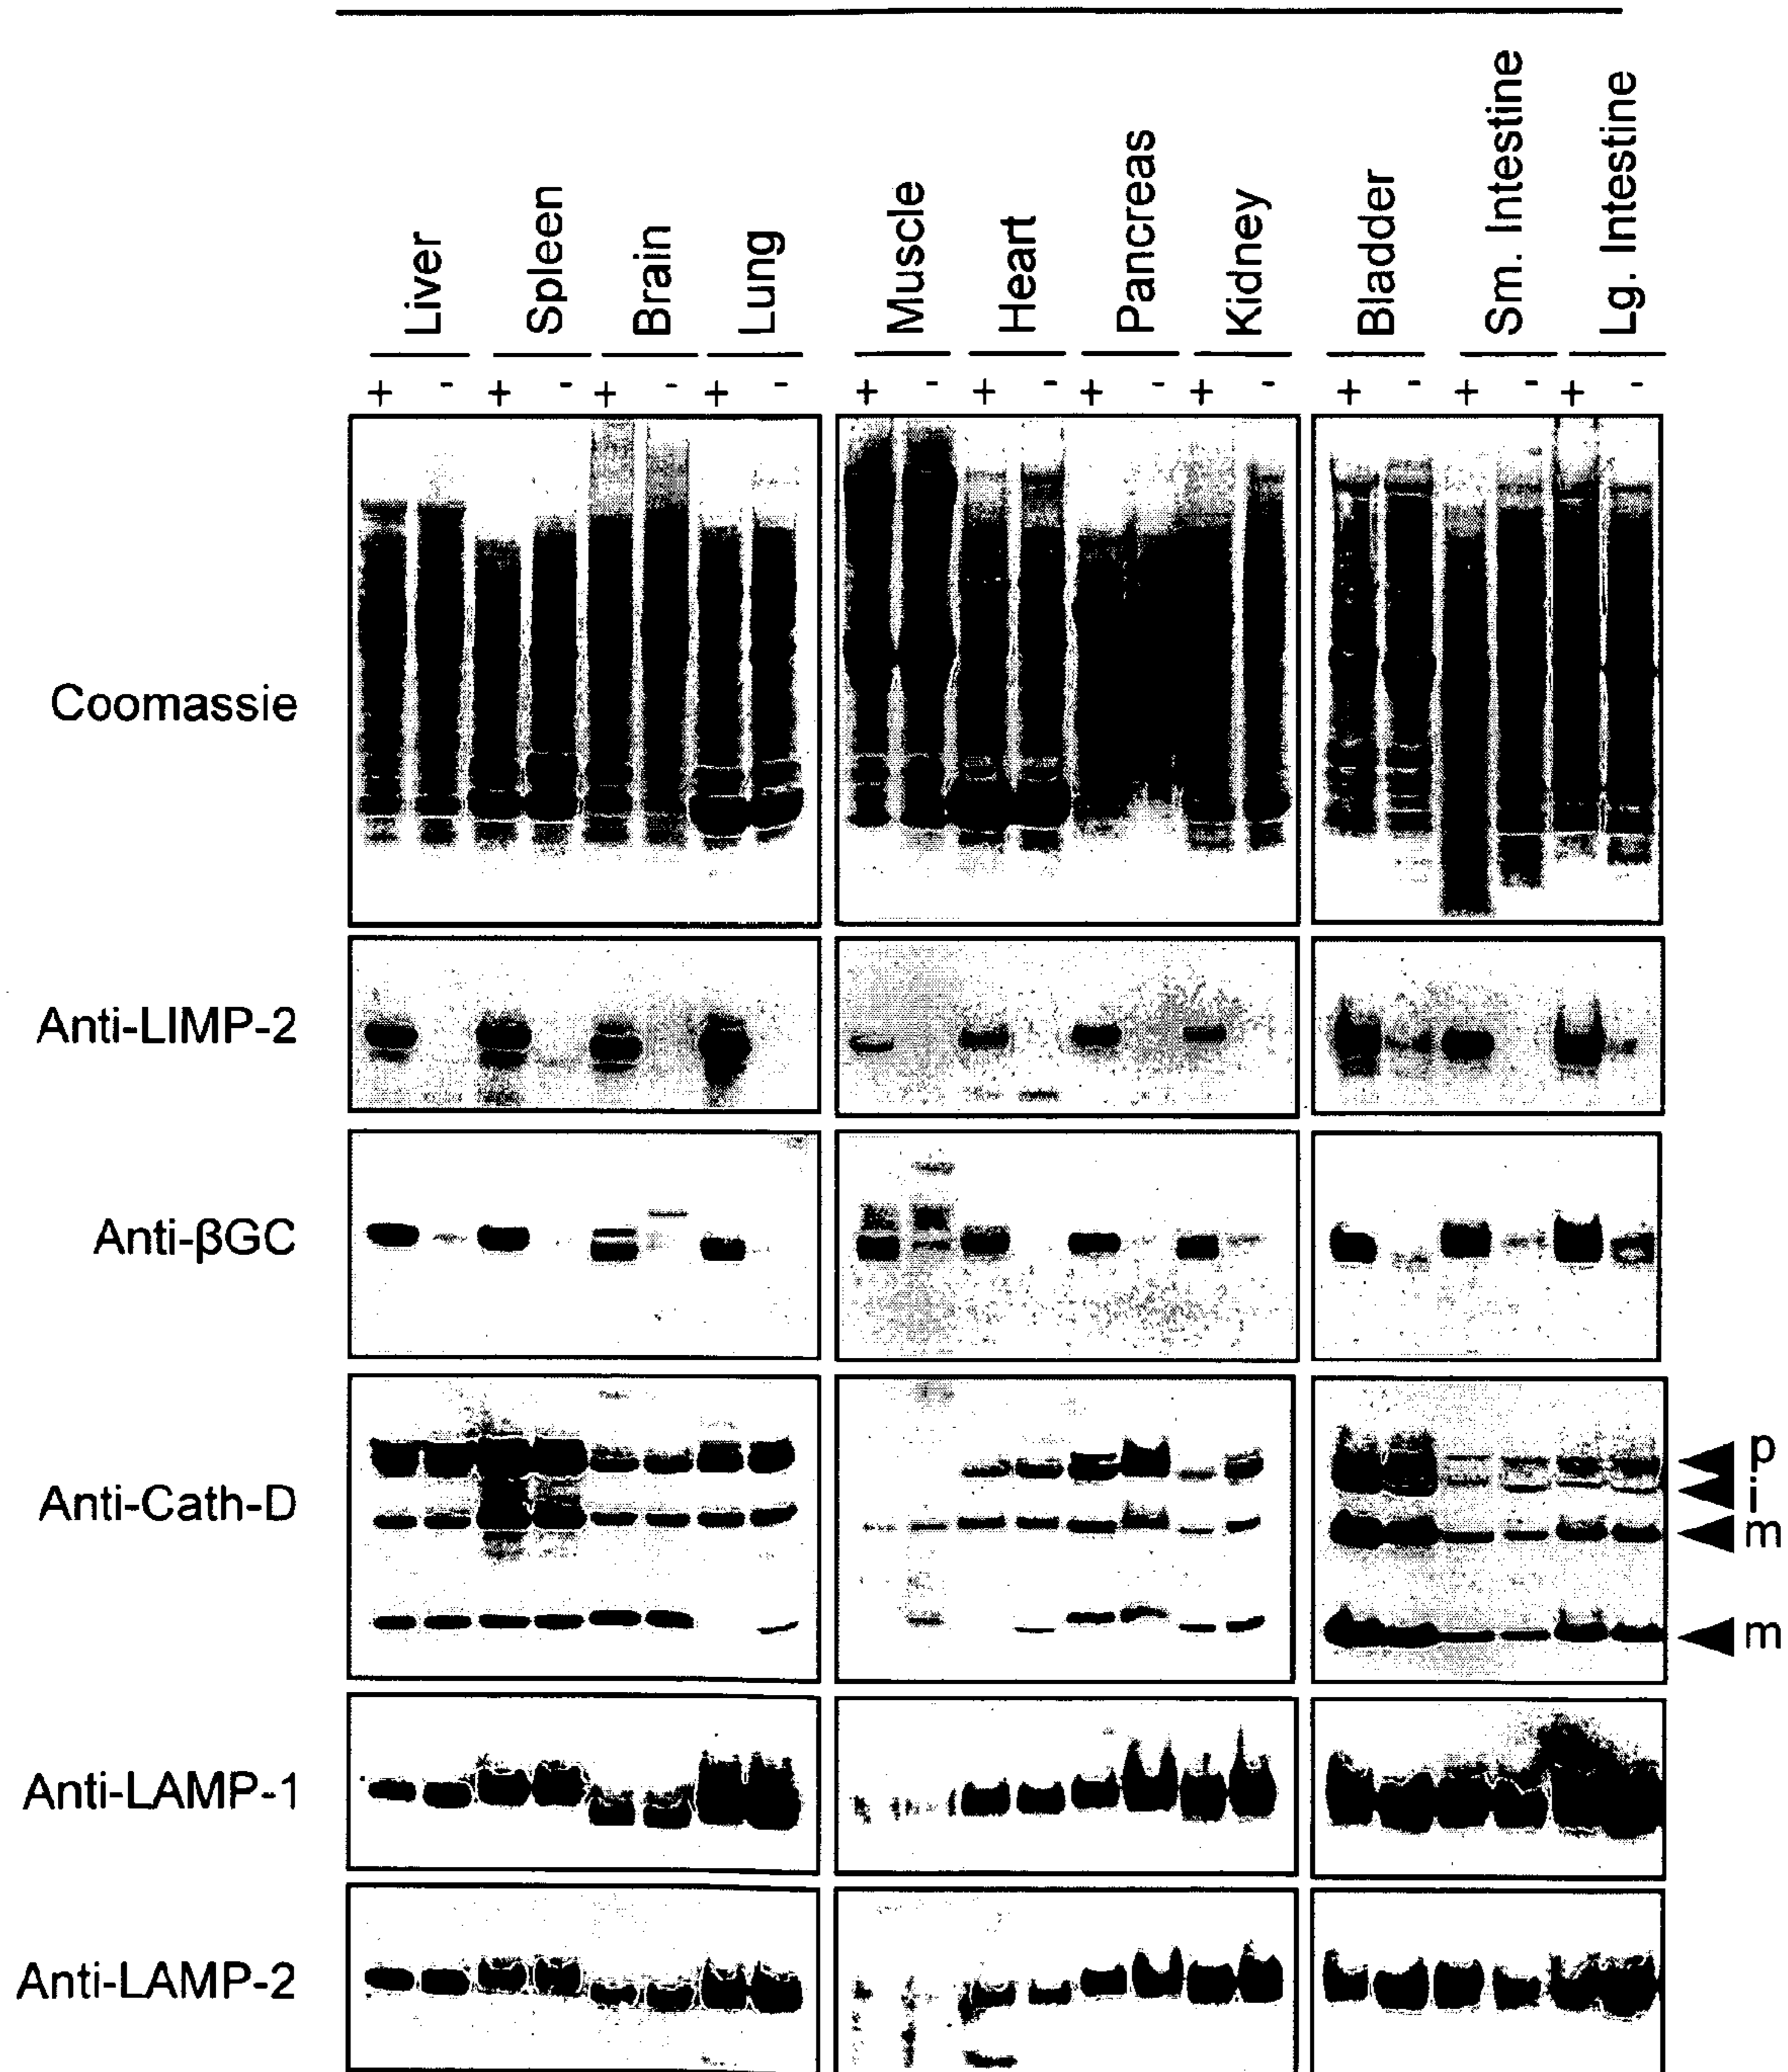 Liver Spleen Brain Lung Muscle Heart Pancreas Kidney Bladder Sm. Intestine Lg. Intestine
+ - + - + - + - + - + - + - + - + - + - + -
Coomassie
Anti-LIMP-2
Anti-βGC
Anti-Cath-D
p
i
m
m
Anti-LAMP-1
Anti-LAMP-2